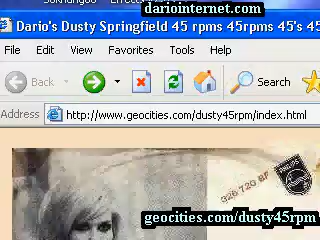 dariointernet.com
Dario's Dusty Springfield 45 rpms 45rpms 45's 45
File Edit View Favorites Tools Help
Back Search
Address http://www.geocities.com/dusty45rpm/index.html
PHILIPS
326 720 BF
geocities.com/dusty45rpm